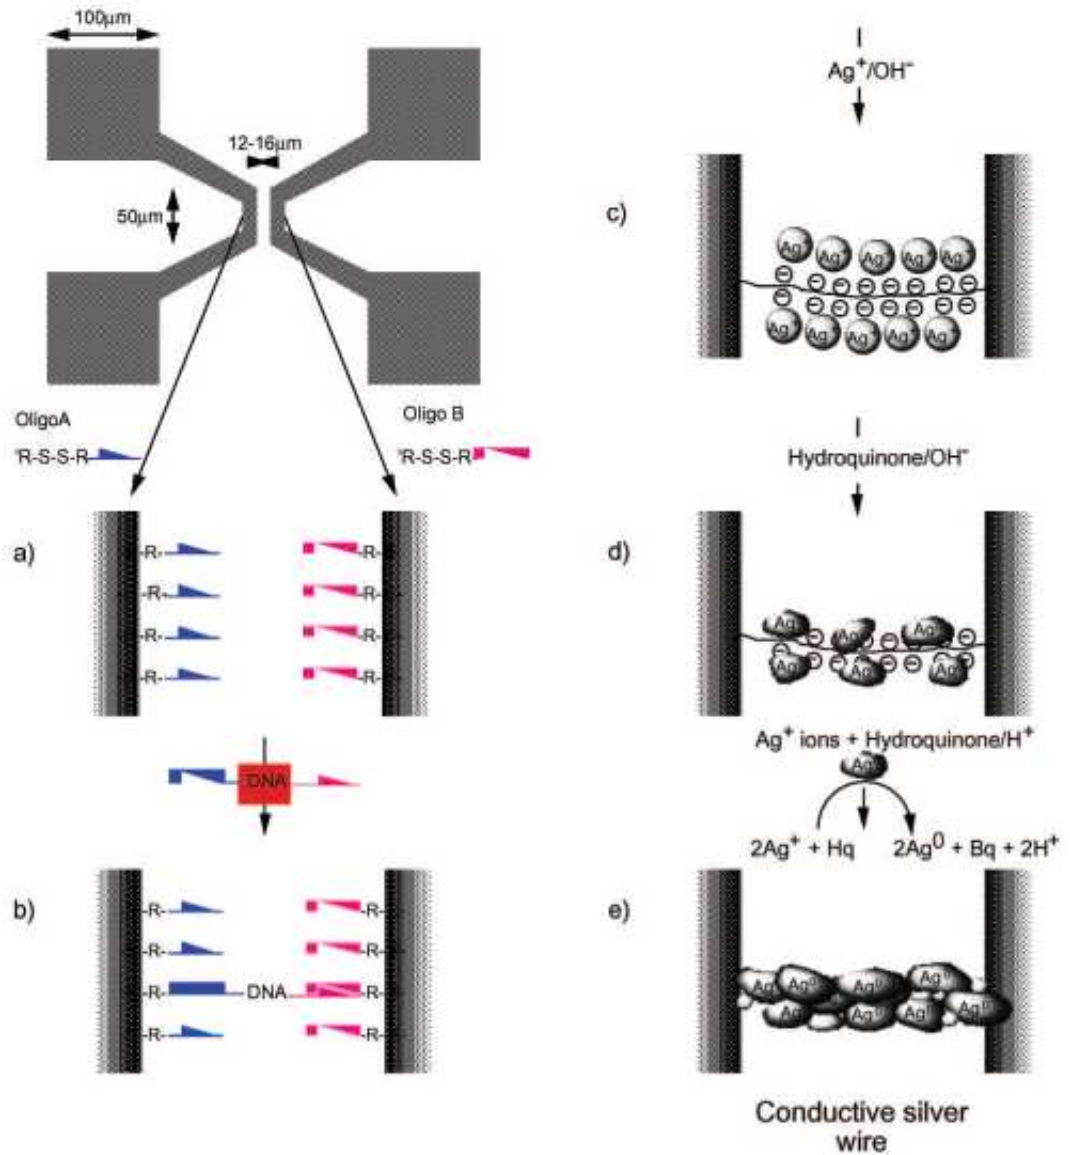 100μm
12-16μm
50μm
OligoA
'R-S-S-R
Oligo B
'R-S-S-R
a)
-R- -R-
-R- -R-
-R- -R-
-R- -R-
DNA
b)
-R- -R-
-R- -R-
-R- DNA -R-
-R- -R-
Ag⁺/OH⁻
c)
Ag⁺ Ag⁺ Ag⁺ Ag⁺ Ag⁺
Ag⁺ Ag⁺ Ag⁺ Ag⁺ Ag⁺
Hydroquinone/OH⁻
d)
Ag Ag Ag
Ag Ag Ag
Ag⁺ ions + Hydroquinone/H⁺
Ag
2Ag⁺ + Hq 2Ag⁰ + Bq + 2H⁺
e)
Ag Ag⁰ Ag⁰ Ag⁰
Ag Ag⁰ Ag⁰ Ag⁰
Conductive silver
wire